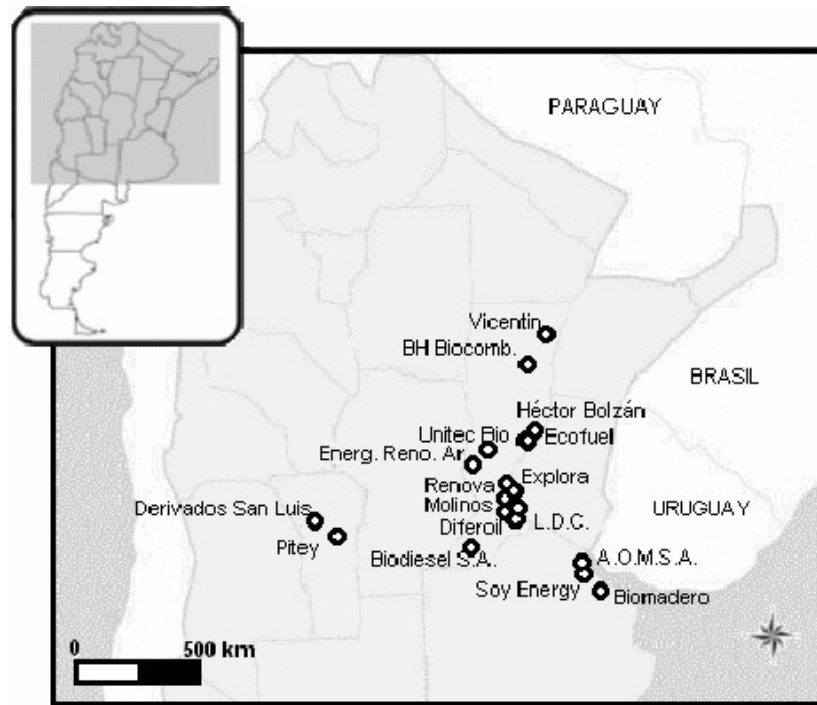 PARAGUAY
Vicentin
BH Biocomb.
BRASIL
Héctor Bolzán
Unitec Bio
Ecofuel
Energ. Reno. Ar.
Explora
Renova
Molinos
Derivados San Luis
URUGUAY
Diferoil
L.D.C.
Pitey
Biodiesel S.A.
A.O.M.S.A.
Soy Energy
Biomadero
0
500 km